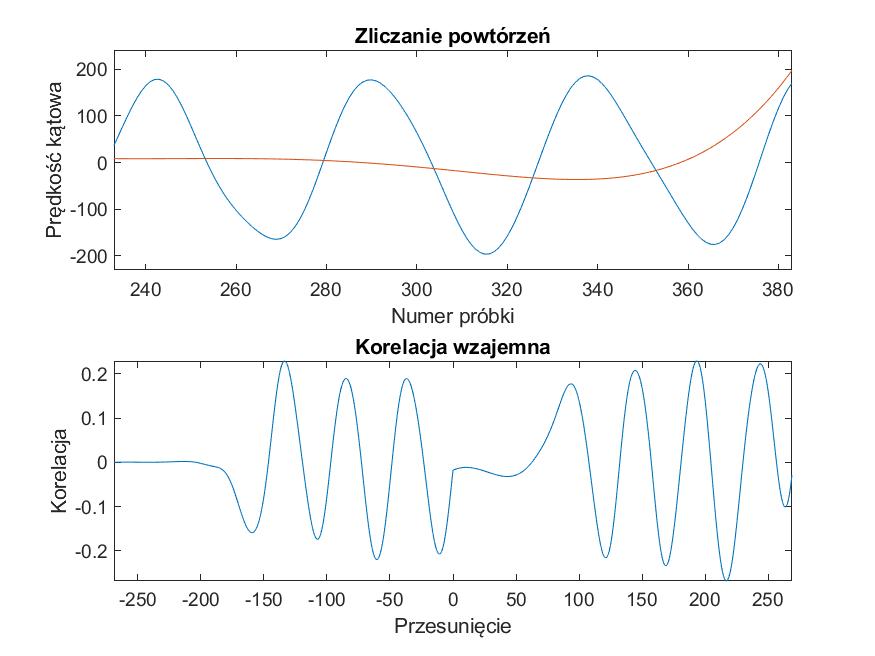 Zliczanie powtórzeń
Prędkość kątowa
200
100
0
-100
-200
240 260 280 300 320 340 360 380
Numer próbki
Korelacja wzajemna
Korelacja
0.2
0.1
0
-0.1
-0.2
-250 -200 -150 -100 -50 0 50 100 150 200 250
Przesunięcie